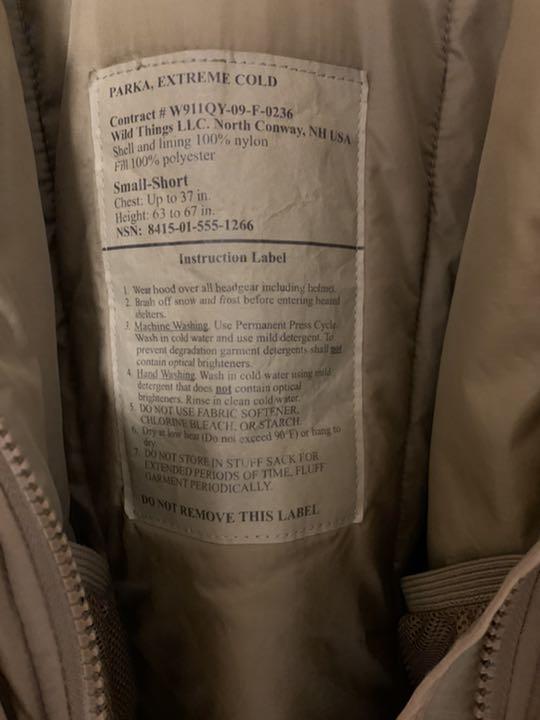 PARKA, EXTREME COLD
Contract # W911QY-09-F-0236
Wild Things LLC. North Conway, NH USA
Shell and lining 100% nylon
Fill 100% polyester
Small-Short
Chest: Up to 37 in.
Height: 63 to 67 in.
NSN: 8415-01-555-1266
Instruction Label
1. Wear hood over all headgear including helmet.
2. Brush off snow and frost before entering heated
shelters.
3. Machine Washing. Use Permanent Press Cycle.
Wash in cold water and use mild detergent. To
prevent degradation garment detergents shall not
contain optical brighteners.
4. Hand Washing. Wash in cold water using mild
detergent that does not contain optical
brighteners. Rinse in clean cold water.
5. DO NOT USE FABRIC SOFTENER,
CHLORINE BLEACH, OR STARCH.
6. Dry at low heat (Do not exceed 90°F) or hang to
dry.
7. DO NOT STORE IN STUFF SACK FOR
EXTENDED PERIODS OF TIME, FLUFF
GARMENT PERIODICALLY.
DO NOT REMOVE THIS LABEL